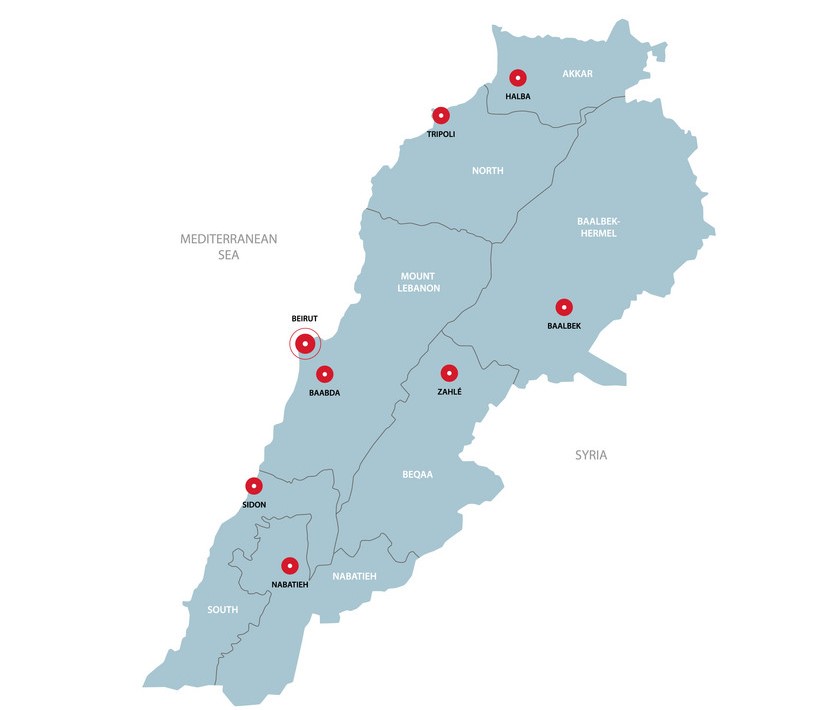 AKKAR
HALBA
TRIPOLI
NORTH
BAALBEK-
HERMEL
MEDITERRANEAN
SEA
MOUNT
LEBANON
BEIRUT
BAALBEK
BAABDA
ZAHLÉ
SYRIA
BEQAA
SIDON
NABATIEH
NABATIEH
SOUTH